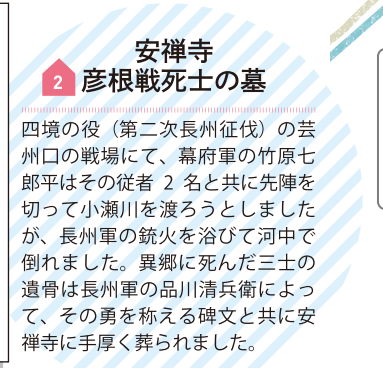 安禅寺
2 彦根戦死士の墓
四境の役（第二次長州征伐）の芸
州口の戦場にて、幕府軍の竹原七
郎平はその従者 2 名と共に先陣を
切って小瀬川を渡ろうとしました
が、長州軍の銃火を浴びて河中で
倒れました。異郷に死んだ三士の
遺骨は長州軍の品川清兵衛によっ
て、その勇を称える碑文と共に安
禅寺に手厚く葬られました。